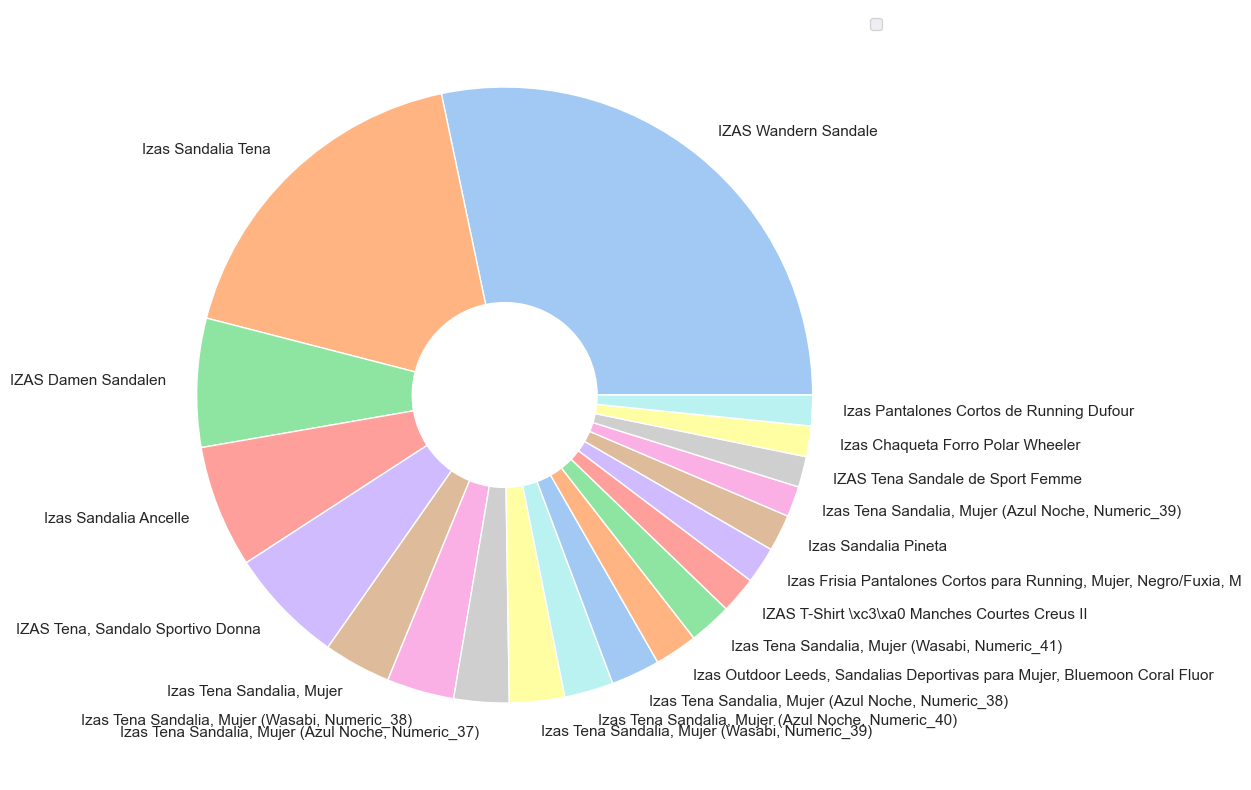 IZAS Wandern Sandale
Izas Sandalia Tena
IZAS Damen Sandalen
Izas Sandalia Ancelle
IZAS Tena, Sandalo Sportivo Donna
Izas Tena Sandalia, Mujer
Izas Tena Sandalia, Mujer (Wasabi, Numeric_38)
Izas Tena Sandalia, Mujer (Azul Noche, Numeric_37)
Izas Tena Sandalia, Mujer (Wasabi, Numeric_39)
Izas Tena Sandalia, Mujer (Azul Noche, Numeric_40)
Izas Tena Sandalia, Mujer (Azul Noche, Numeric_38)
Izas Outdoor Leeds, Sandalias Deportivas para Mujer, Bluemoon Coral Fluor
Izas Tena Sandalia, Mujer (Wasabi, Numeric_41)
IZAS T-Shirt \xc3\xa0 Manches Courtes Creus II
Izas Frisia Pantalones Cortos para Running, Mujer, Negro/Fuxia, M
Izas Sandalia Pineta
Izas Tena Sandalia, Mujer (Azul Noche, Numeric_39)
IZAS Tena Sandale de Sport Femme
Izas Chaqueta Forro Polar Wheeler
Izas Pantalones Cortos de Running Dufour